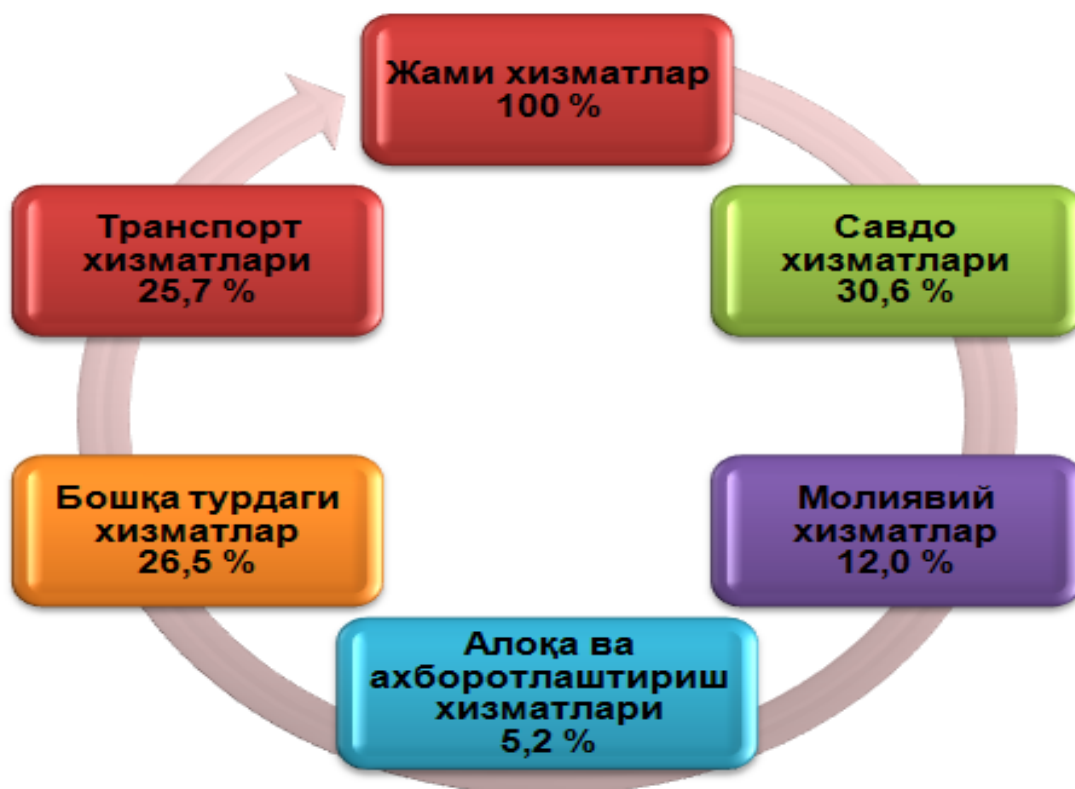 Жами хизматлар
100 %
Савдо
хизматлари
30,6 %
Молиявий
хизматлар
12,0 %
Алоқа ва
ахборотлаштириш
хизматлари
5,2 %
Бошқа турдаги
хизматлар
26,5 %
Транспорт
хизматлари
25,7 %